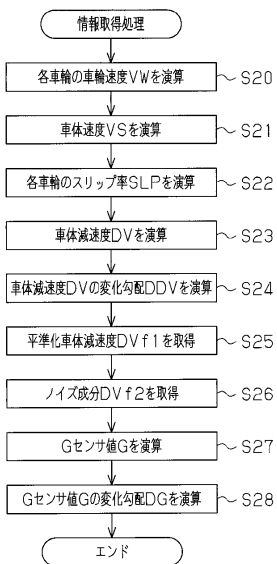 情報取得処理
各車輪の車輪速度VWを演算 S20
車体速度VSを演算 S21
各車輪のスリップ率SLPを演算 S22
車体減速度DVを演算 S23
車体減速度DVの変化勾配DDVを演算 S24
平準化車体減速度DVf1を取得 S25
ノイズ成分DVf2を取得 S26
Gセンサ値Gを演算 S27
Gセンサ値Gの変化勾配DGを演算 S28
エンド